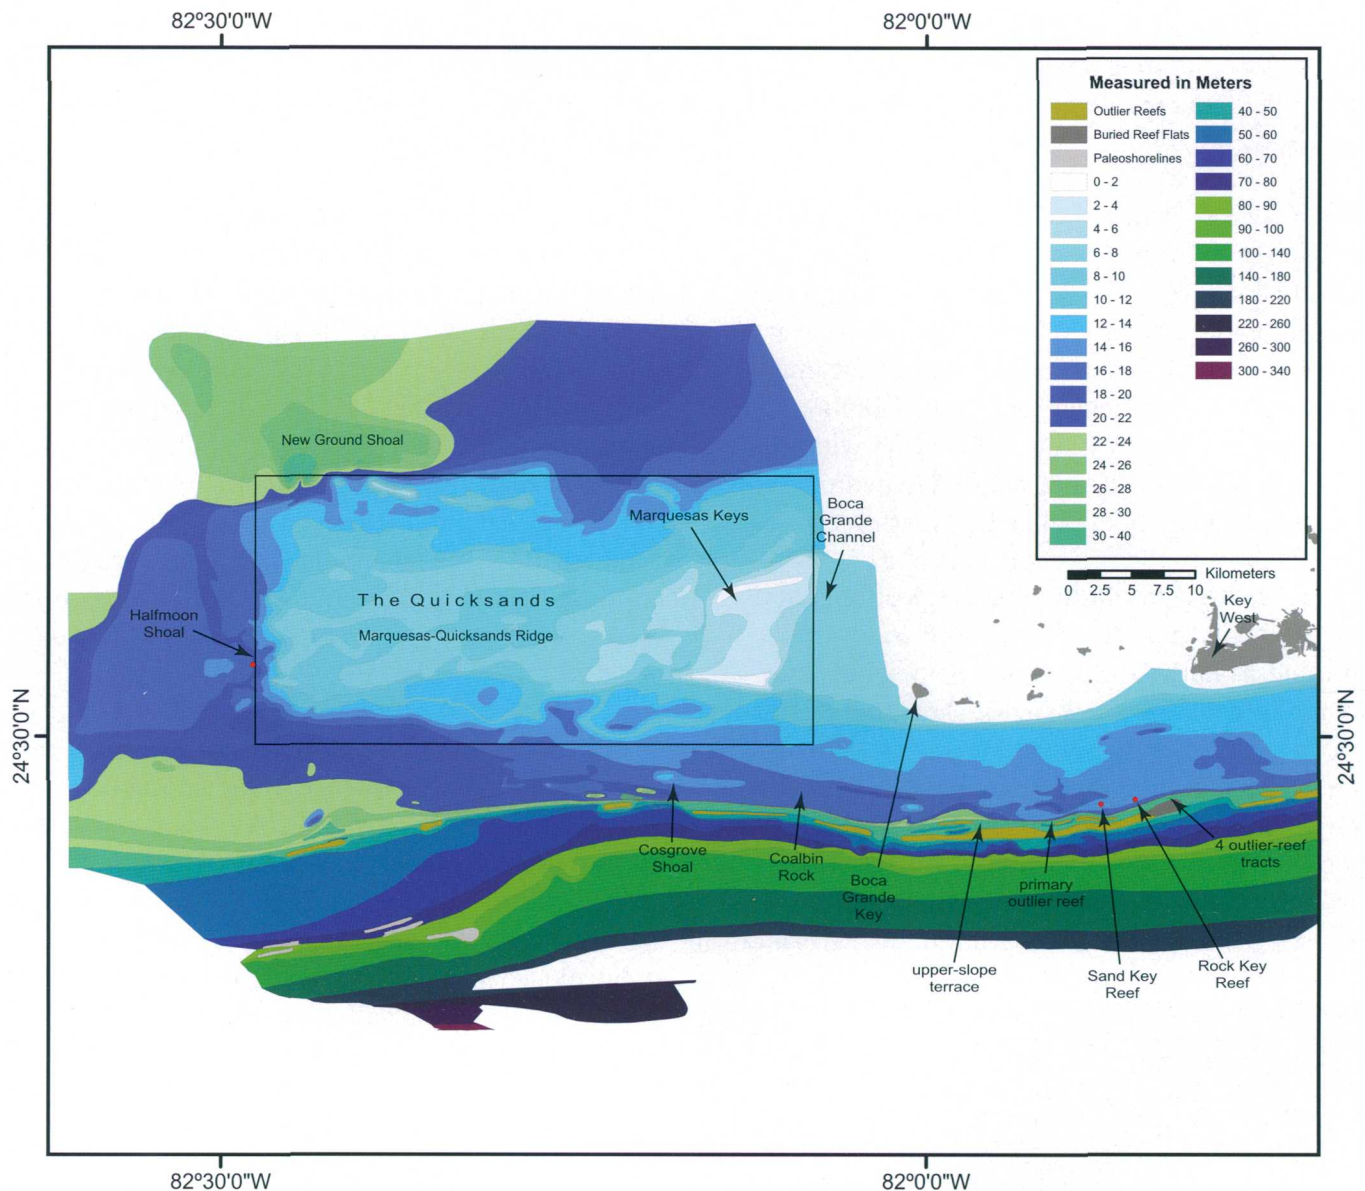 82°30'0"W
82°0'0"W
Measured in Meters
Outlier Reefs
Buried Reef Flats
Paleoshorelines
0 - 2
2 - 4
4 - 6
6 - 8
8 - 10
10 - 12
12 - 14
14 - 16
16 - 18
18 - 20
20 - 22
22 - 24
24 - 26
26 - 28
28 - 30
30 - 40
40 - 50
50 - 60
60 - 70
70 - 80
80 - 90
90 - 100
100 - 140
140 - 180
180 - 220
220 - 260
260 - 300
300 - 340
Kilometers
0 2.5 5 7.5 10
New Ground Shoal
Marquesas Keys
Boca
Grande
Channel
The Quicksands
Marquesas-Quicksands Ridge
Halfmoon
Shoal
Key
West
24°30'0"N
24°30'0"N
Cosgrove
Shoal
Coalbin
Rock
Boca
Grande
Key
primary
outlier reef
4 outlier-reef
tracts
upper-slope
terrace
Sand Key
Reef
Rock Key
Reef
82°30'0"W
82°0'0"W